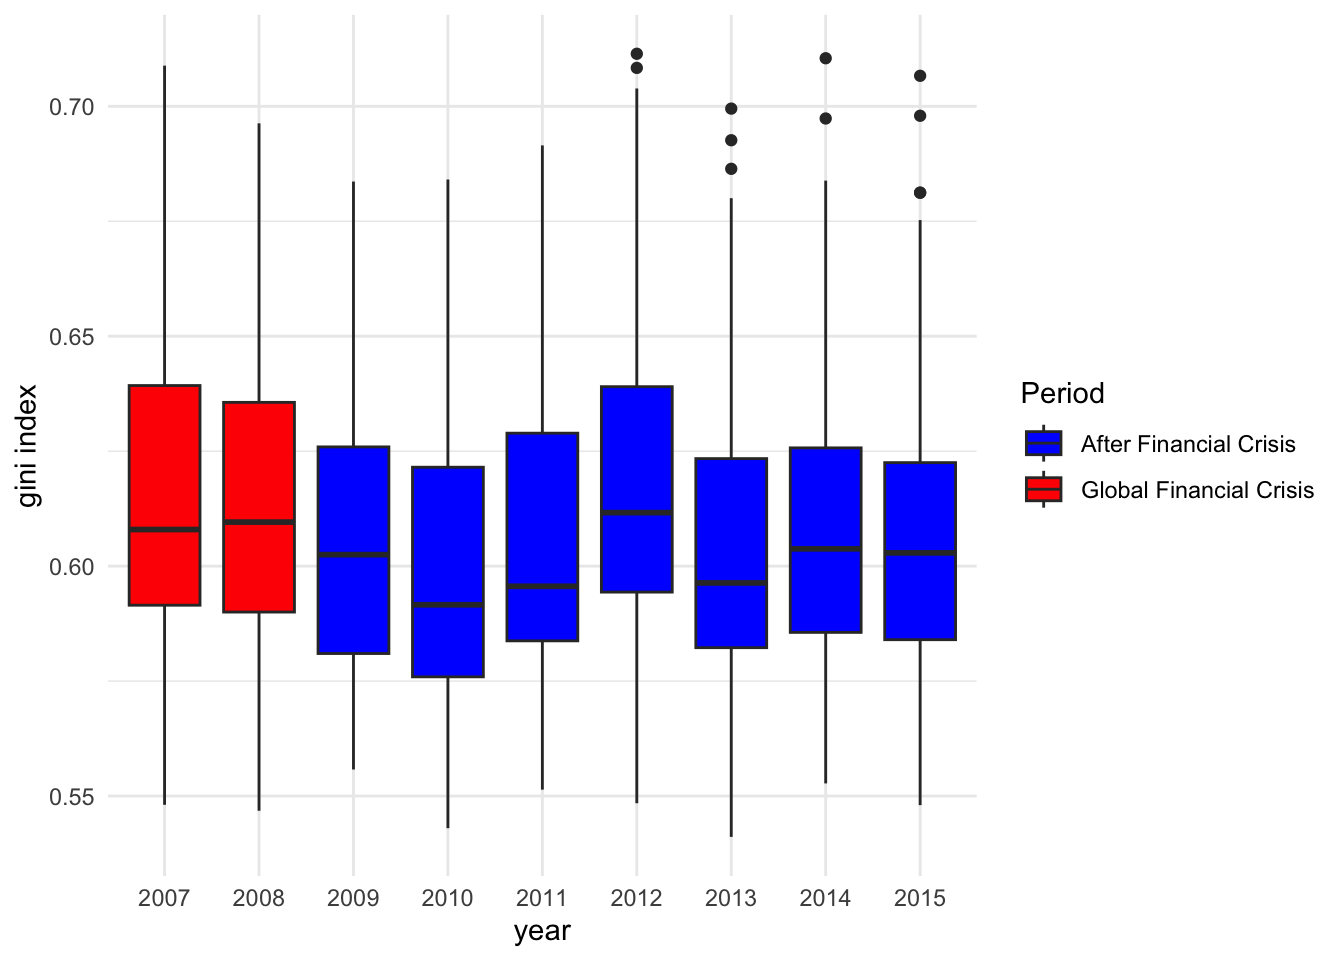 0.70
0.65
0.60
0.55
gini index
2007 2008 2009 2010 2011 2012 2013 2014 2015
year
Period
After Financial Crisis
Global Financial Crisis